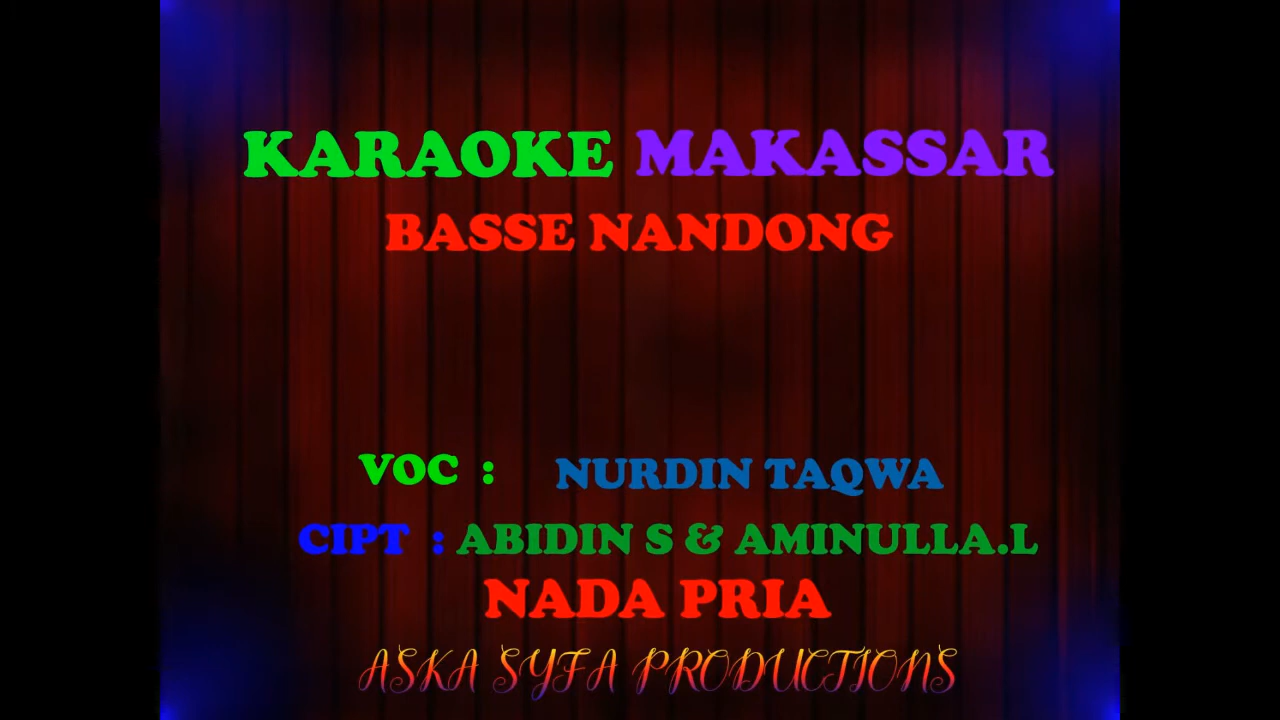 KARAOKE MAKASSAR
BASSE NANDONG
VOC : NURDIN TAQWA
CIPT : ABIDIN S & AMINULLA.L
NADA PRIA
ASKA SYFA PRODUCTIONS